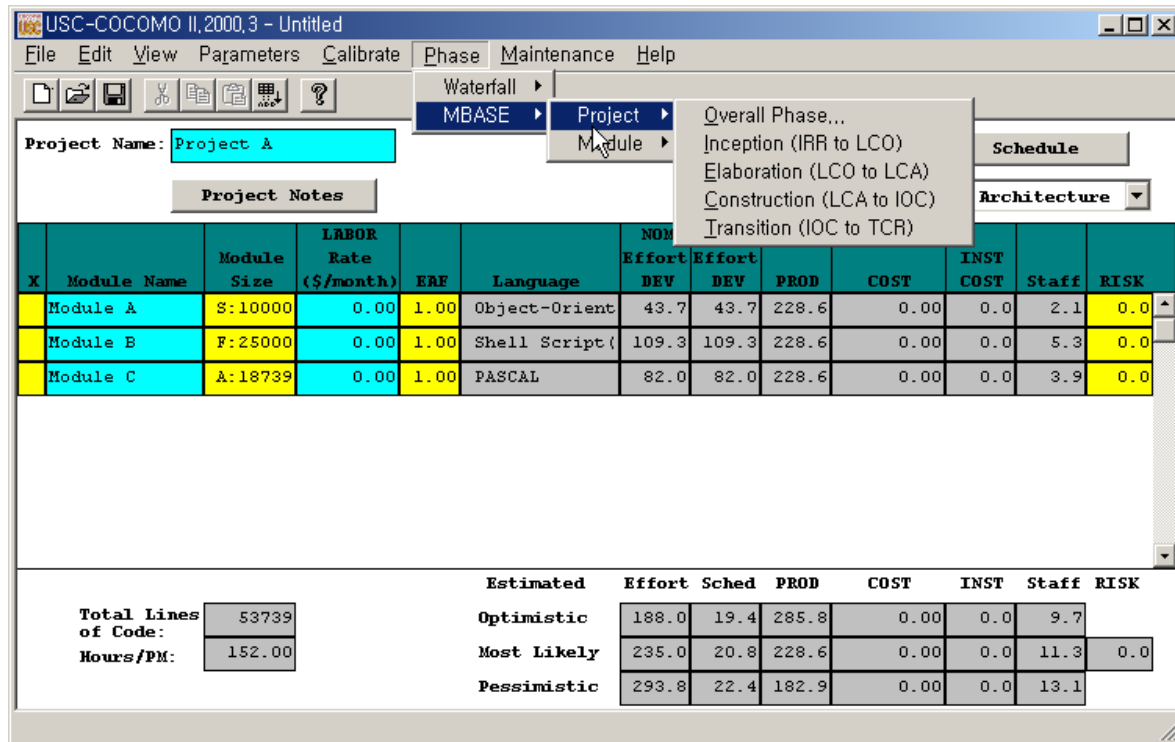 USC-COCOMO II,2000,3 - Untitled
File Edit View Parameters Calibrate Phase Maintenance Help
Waterfall
MBASE
Project
Module
Overall Phase,,,
Inception (IRR to LCO)
Elaboration (LCO to LCA)
Construction (LCA to IOC)
Transition (IOC to TCR)
Project Name: Project A
Schedule
Project Notes
Architecture
X Module Name Module Size LABOR Rate ($/month) EAF Language NOM Effort DEV Effort DEV PROD COST INST COST Staff RISK
Module A S:10000 0.00 1.00 Object-Orient 43.7 43.7 228.6 0.00 0.0 2.1 0.0
Module B F:25000 0.00 1.00 Shell Script( 109.3 109.3 228.6 0.00 0.0 5.3 0.0
Module C A:18739 0.00 1.00 PASCAL 82.0 82.0 228.6 0.00 0.0 3.9 0.0
Estimated Effort Sched PROD COST INST Staff RISK
Total Lines of Code: 53739
Optimistic 188.0 19.4 285.8 0.00 0.0 9.7
Hours/PM: 152.00
Most Likely 235.0 20.8 228.6 0.00 0.0 11.3 0.0
Pessimistic 293.8 22.4 182.9 0.00 0.0 13.1